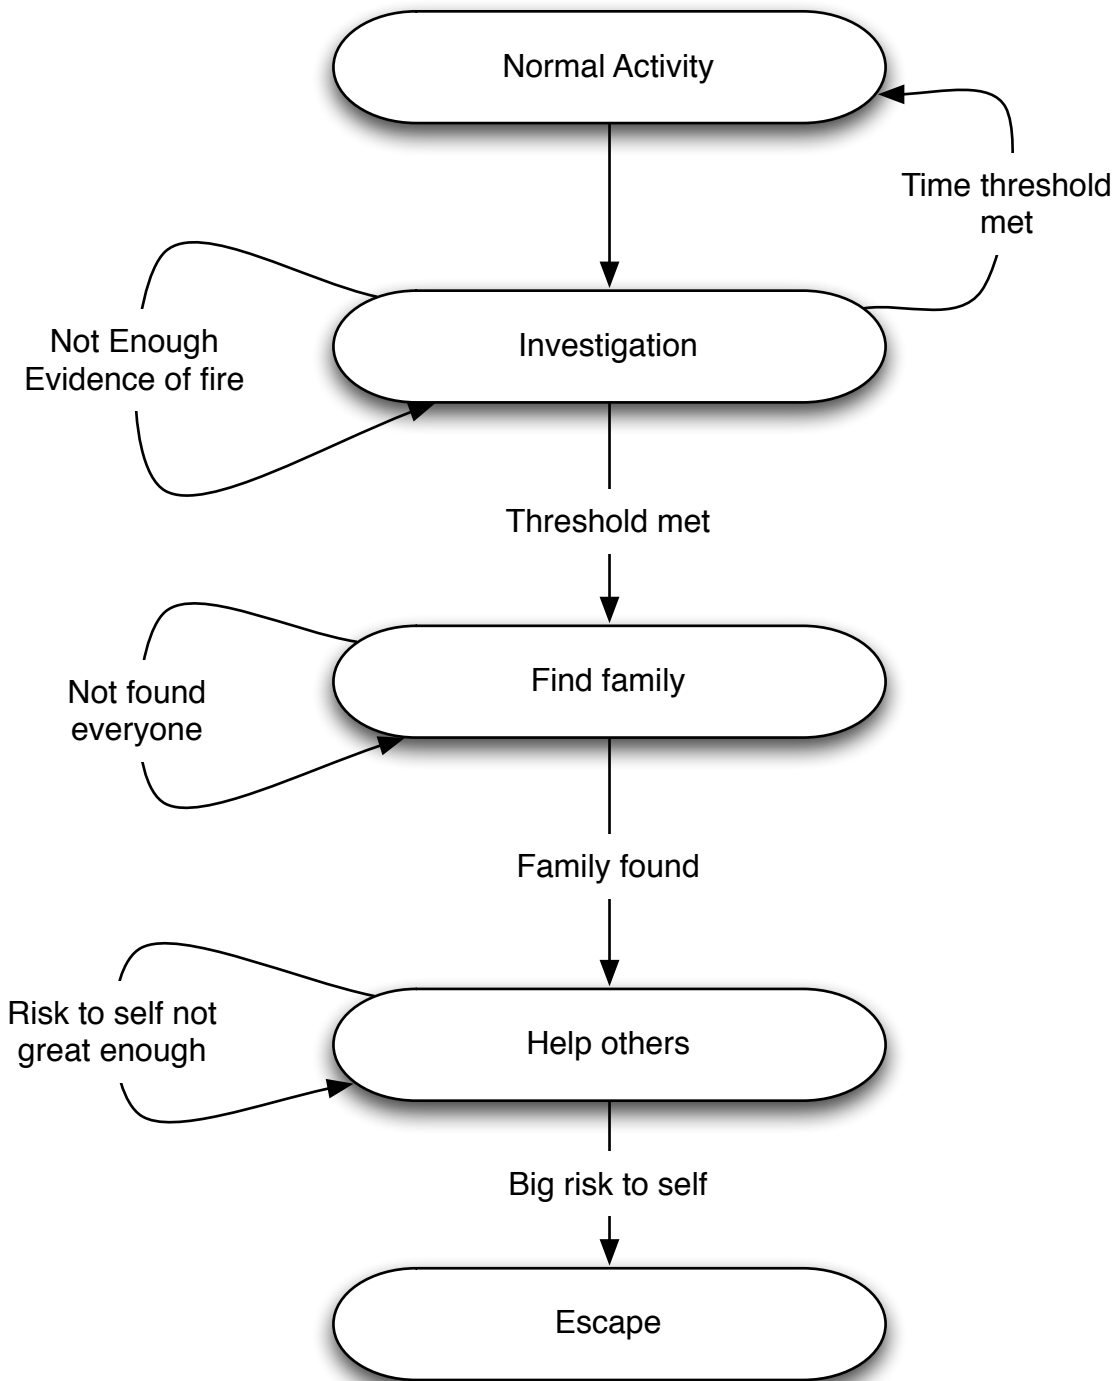 Normal Activity
Time threshold
met
Investigation
Not Enough
Evidence of fire
Threshold met
Find family
Not found
everyone
Family found
Risk to self not
great enough
Help others
Big risk to self
Escape